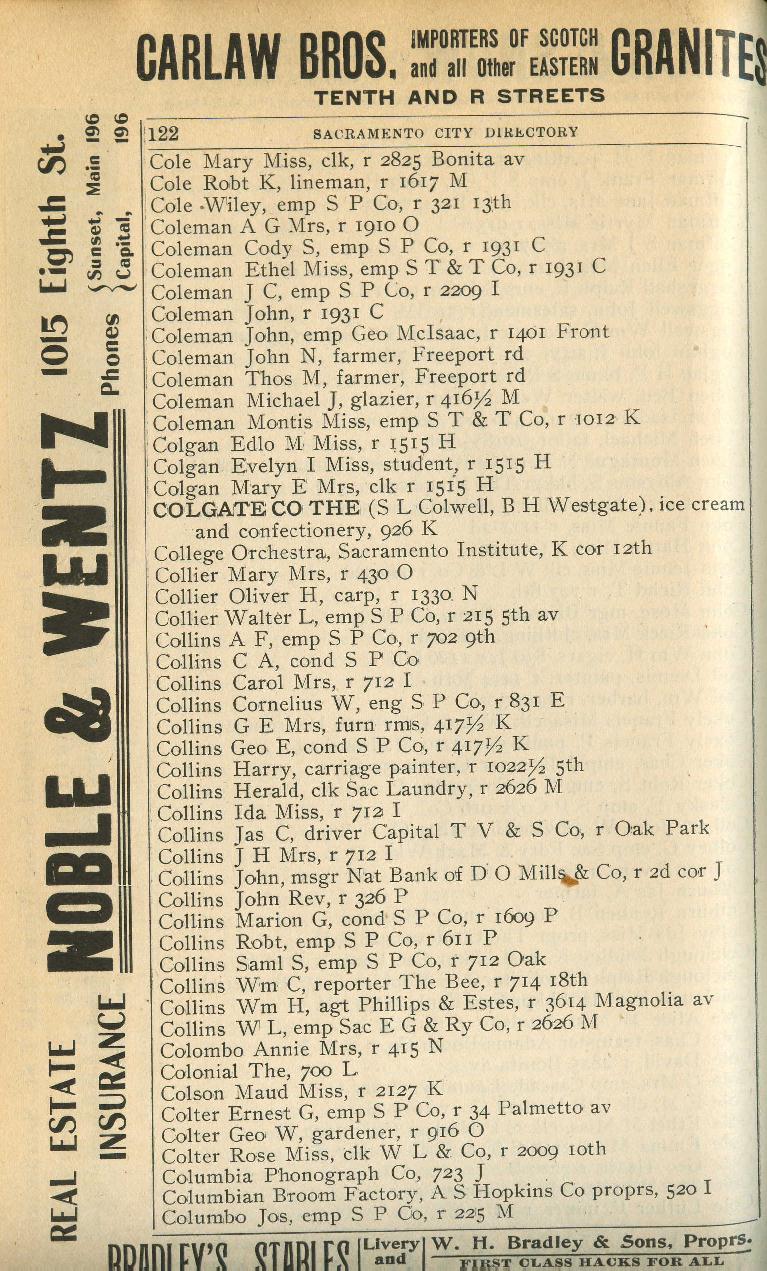 CARLAW BROS. IMPORTERS OF SCOTCH and all Other EASTERN GRANITES
TENTH AND R STREETS
122 SACRAMENTO CITY DIRECTORY
Cole Mary Miss, clk, r 2825 Bonita av
Cole Robt K, lineman, r 1617 M
Cole Wiley, emp S P Co, r 321 13th
Coleman A G Mrs, r 1910 O
Coleman Cody S, emp S P Co, r 1931 C
Coleman Ethel Miss, emp S T & T Co, r 1931 C
Coleman J C, emp S P Co, r 2209 I
Coleman John, r 1931 C
Coleman John, emp Geo McIsaac, r 1401 Front
Coleman John N, farmer, Freeport rd
Coleman Thos M, farmer, Freeport rd
Coleman Michael J, glazier, r 416½ M
Coleman Montis Miss, emp S T & T Co, r 1012 K
Colgan Edlo M Miss, r 1515 H
Colgan Evelyn I Miss, student, r 1515 H
Colgan Mary E Mrs, clk r 1515 H
COLGATE CO THE (S L Colwell, B H Westgate), ice cream
and confectionery, 926 K
College Orchestra, Sacramento Institute, K cor 12th
Collier Mary Mrs, r 430 O
Collier Oliver H, carp, r 1330 N
Collier Walter L, emp S P Co, r 215 5th av
Collins A F, emp S P Co, r 702 9th
Collins C A, cond S P Co
Collins Carol Mrs, r 712 I
Collins Cornelius W, eng S P Co, r 831 E
Collins G E Mrs, furn rms, 417½ K
Collins Geo E, cond S P Co, r 417½ K
Collins Harry, carriage painter, r 1022½ 5th
Collins Herald, clk Sac Laundry, r 2626 M
Collins Ida Miss, r 712 I
Collins Jas C, driver Capital T V & S Co, r Oak Park
Collins J H Mrs, r 712 I
Collins John, msgr Nat Bank of D O Mills & Co, r 2d cor J
Collins John Rev, r 326 P
Collins Marion G, cond S P Co, r 1609 P
Collins Robt, emp S P Co, r 611 P
Collins Saml S, emp S P Co, r 712 Oak
Collins Wm C, reporter The Bee, r 714 18th
Collins Wm H, agt Phillips & Estes, r 3614 Magnolia av
Collins W L, emp Sac E G & Ry Co, r 2626 M
Colombo Annie Mrs, r 415 N
Colonial The, 700 L
Colson Maud Miss, r 2127 K
Colter Ernest G, emp S P Co, r 34 Palmetto av
Colter Geo W, gardener, r 916 O
Colter Rose Miss, clk W L & Co, r 2009 10th
Columbia Phonograph Co, 723 J
Columbian Broom Factory, A S Hopkins Co proprs, 520 I
Columbo Jos, emp S P Co, r 225 M
REAL ESTATE
INSURANCE
NOBLE & WENTZ
1015 Eighth St.
Phones { Sunset, Main 196
Capital, 196
BRADLEY'S STABLES Livery and W. H. Bradley & Sons, Proprs.
FIRST CLASS HACKS FOR ALL